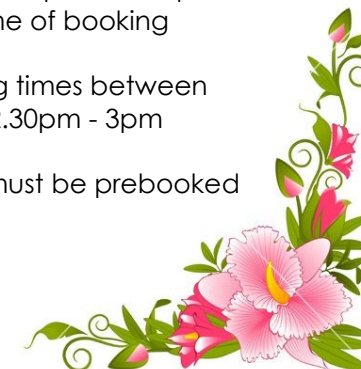 ne of booking
times between
.30pm - 3pm
must be prebooked